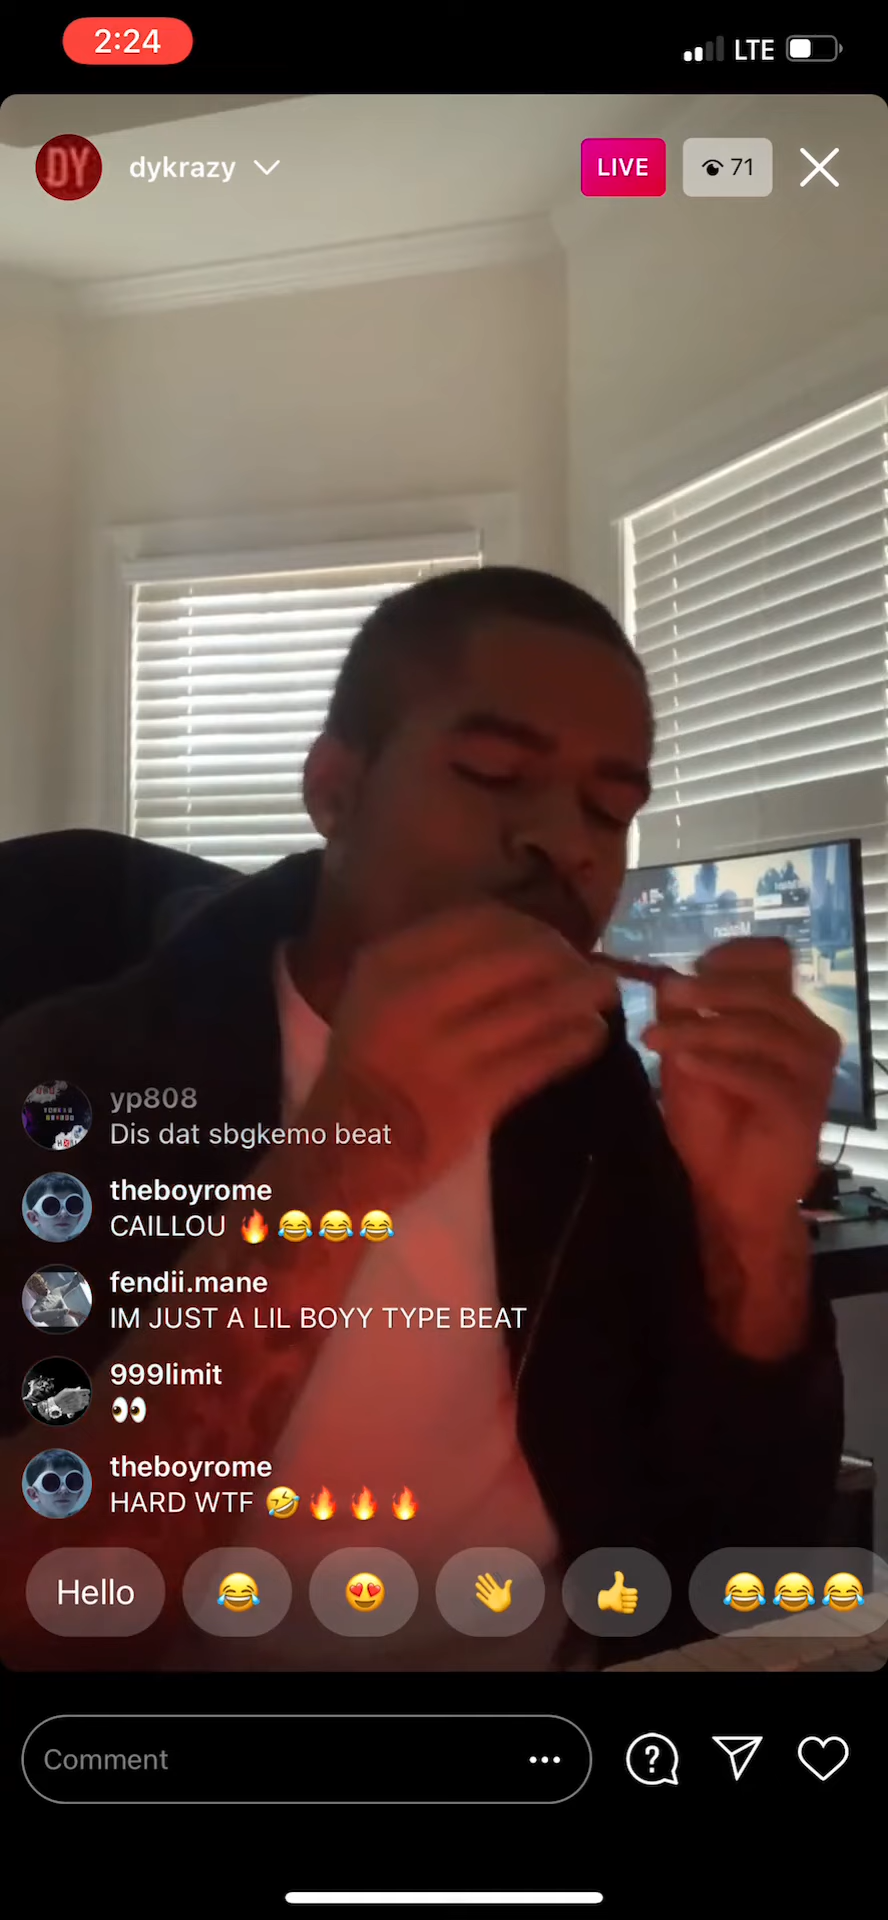 2:24
LTE
DY
dykrazy
LIVE
71
yp808
Dis dat sbgkemo beat
theboyrome
CAILLOU 🔥😂😂😂
fendii.mane
IM JUST A LIL BOYY TYPE BEAT
999limit
👀
theboyrome
HARD WTF 🤣🔥🔥🔥
Hello 😂 😍 👋 👍 😂😂😂
Comment